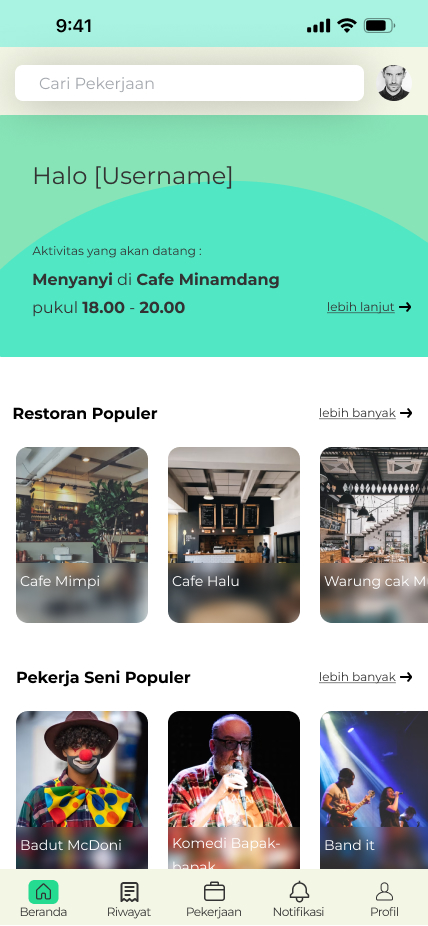 9:41
Cari Pekerjaan
Halo [Username]
Aktivitas yang akan datang :
Menyanyi di Cafe Minamdang
pukul 18.00 - 20.00
lebih lanjut
Restoran Populer
lebih banyak
Cafe Mimpi
Cafe Halu
Warung cak M
Pekerja Seni Populer
lebih banyak
Badut McDoni
Komedi Bapak-
bapak
Band it
Beranda
Riwayat
Pekerjaan
Notifikasi
Profil